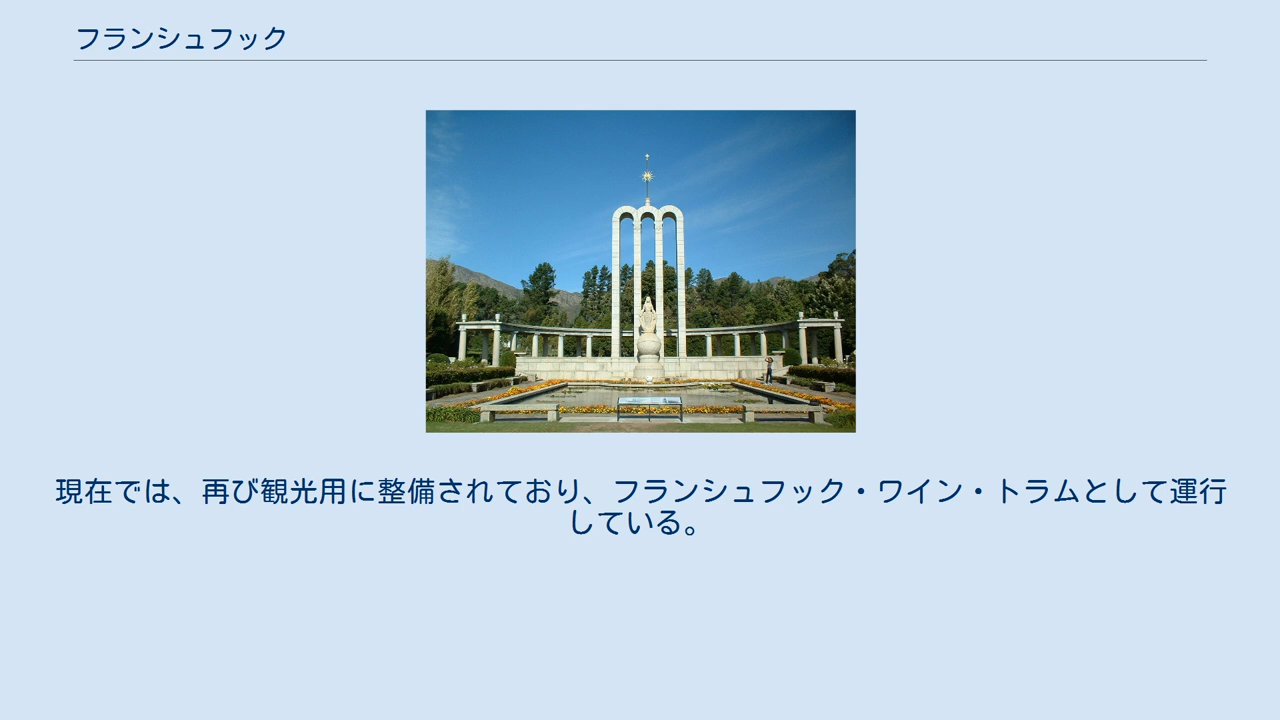 フランシュフック
現在では、再び観光用に整備されており、フランシュフック・ワイン・トラムとして運行
している。